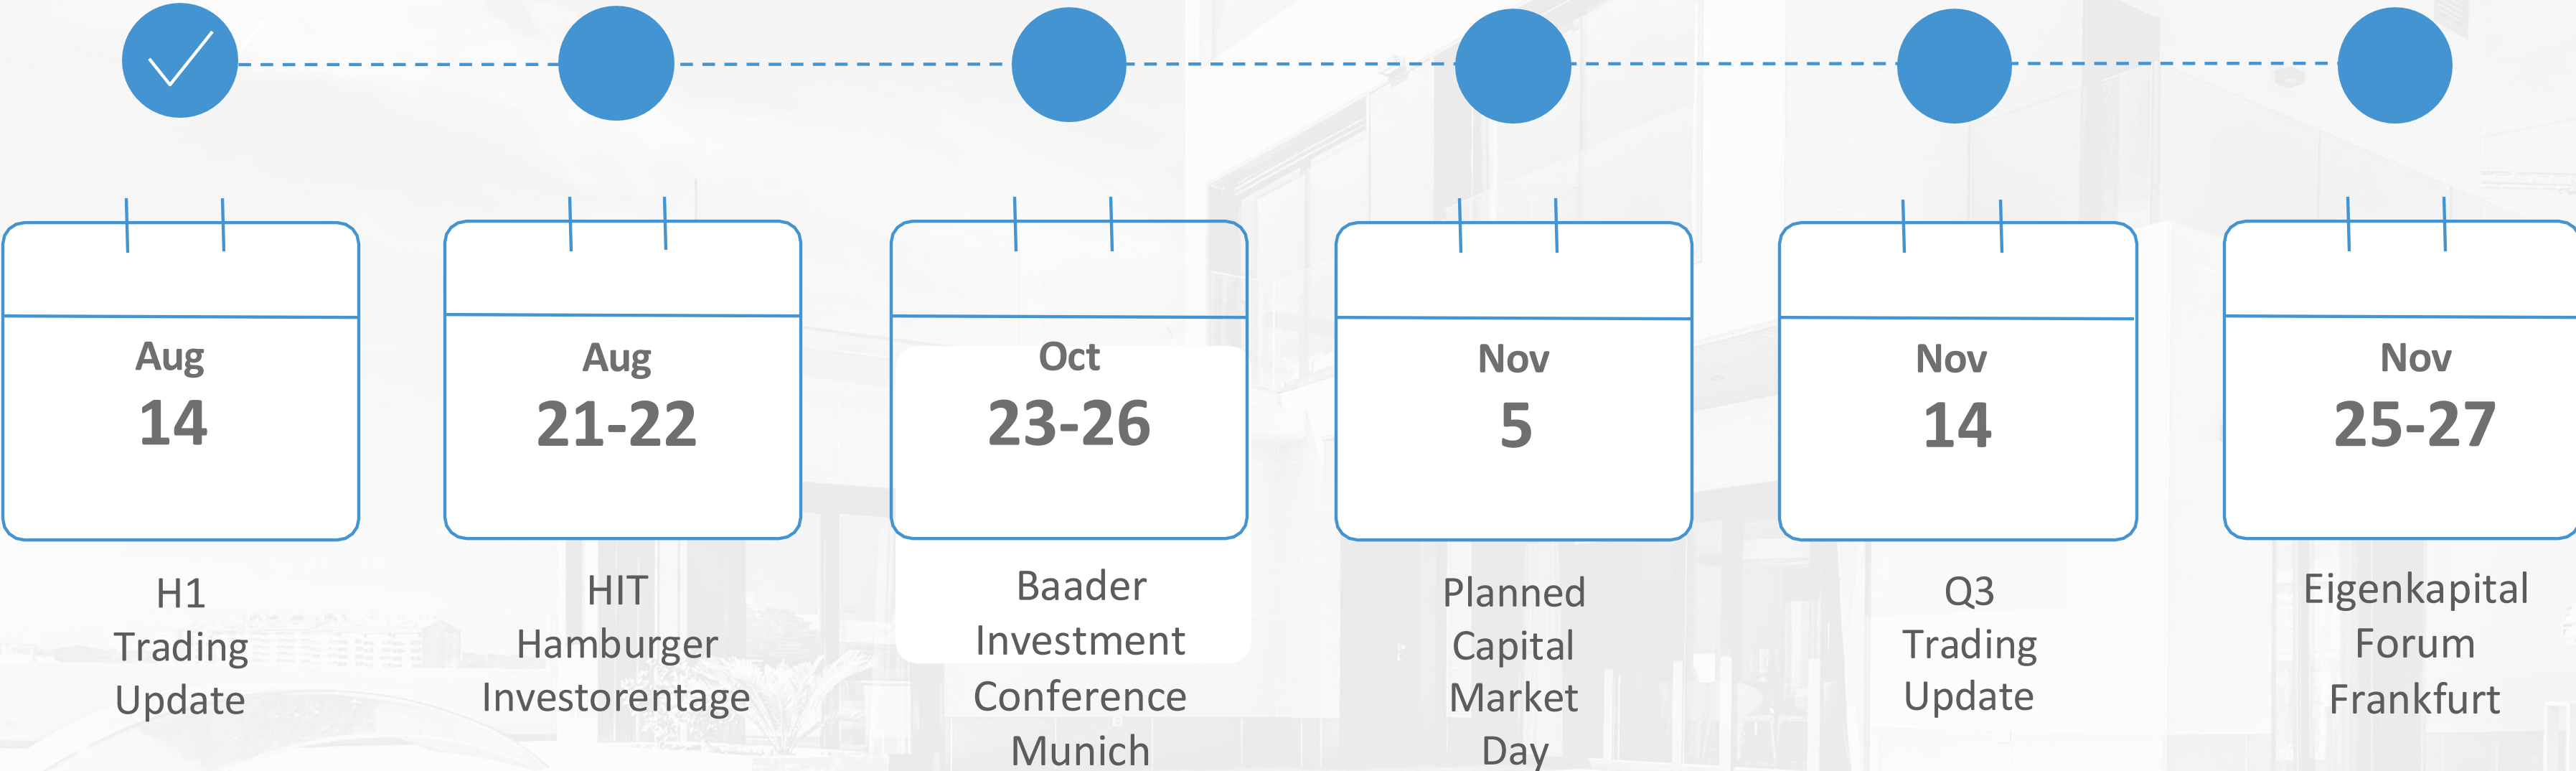 Aug
14
H1
Trading
Update
Aug
21-22
HIT
Hamburger
Investorentage
Oct
23-26
Baader
Investment
Conference
Munich
Nov
5
Planned
Capital
Market
Day
Nov
14
Q3
Trading
Update
Nov
25-27
Eigenkapital
Forum
Frankfurt